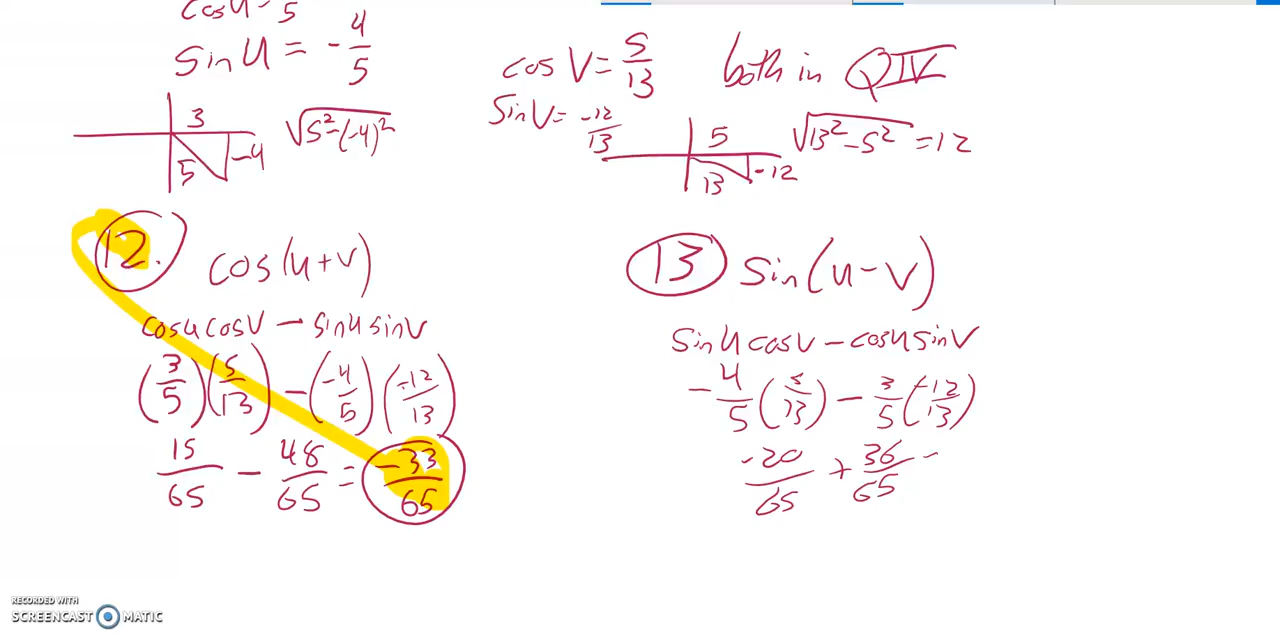 cos u = 5
sin u = -4/5
3
√5²-(-4)²
5
-4
cos V = 5/13
both in QIV
sin V = -12/13
5
√13²-5² = 12
13
-12
12.
cos(u+v)
cos u cos V - sin u sin V
(3/5)(5/13) - (-4/5)(-12/13)
15/65 - 48/65 = -33/65
13
sin(u-v)
sin u cos V - cos u sin V
-4/5(5/13) - 3/5(-12/13)
-20/65 + 36/65 =
RECORDED WITH
SCREENCAST MATIC